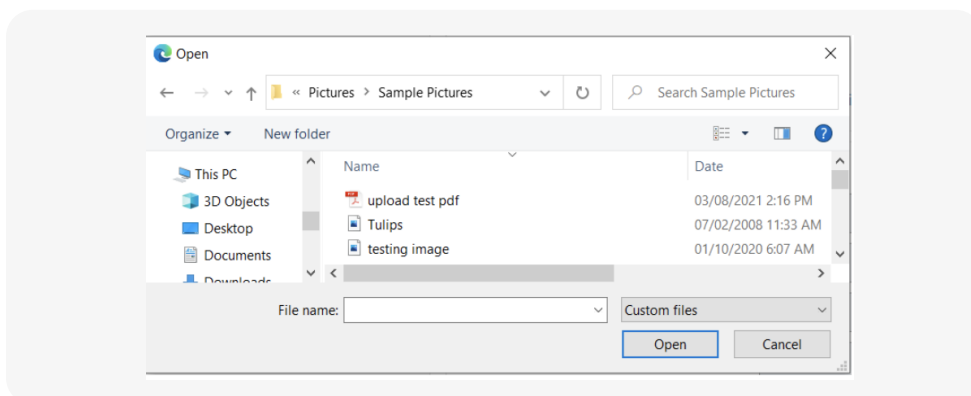 Open
« Pictures > Sample Pictures
Search Sample Pictures
Organize
New folder
?
This PC
3D Objects
Desktop
Documents
Downloads
Name
Date
upload test pdf
03/08/2021 2:16 PM
Tulips
07/02/2008 11:33 AM
testing image
01/10/2020 6:07 AM
File name:
Custom files
Open
Cancel